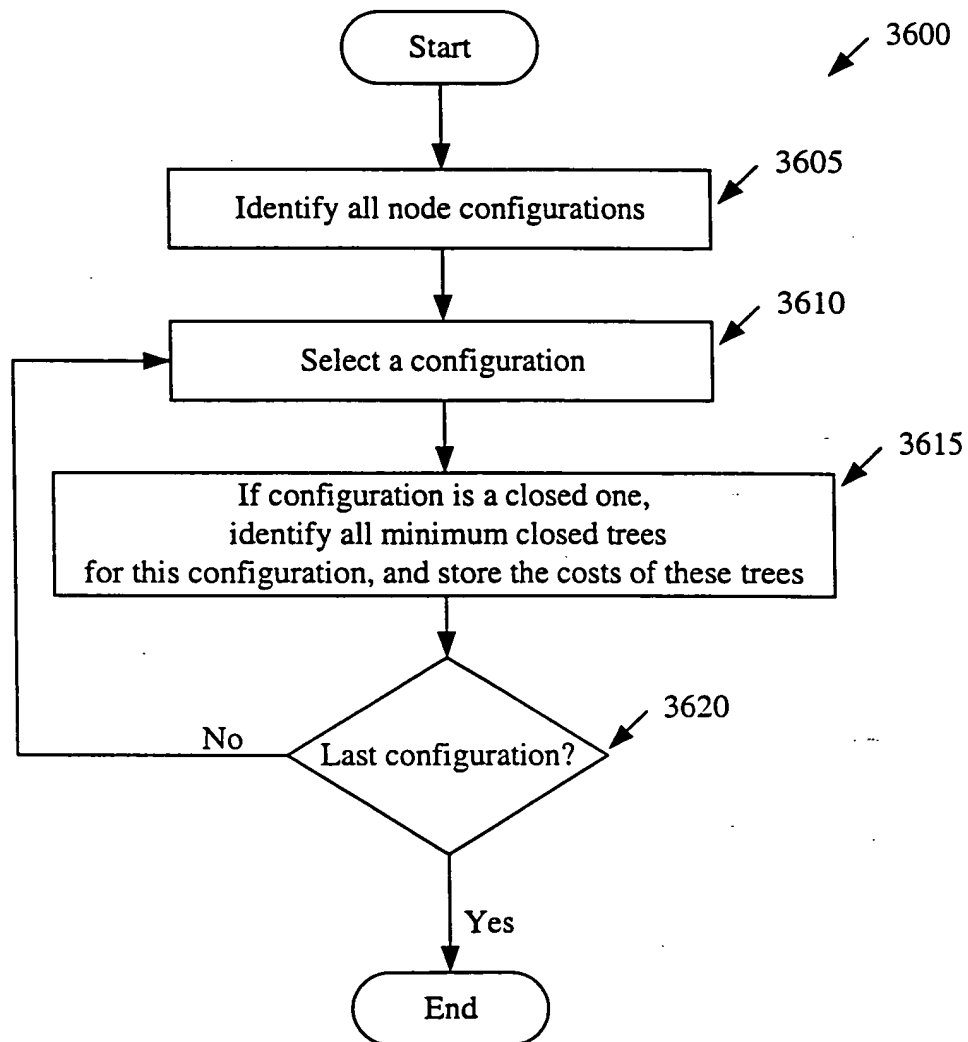 Start
3600
3605
Identify all node configurations
3610
Select a configuration
3615
If configuration is a closed one,
identify all minimum closed trees
for this configuration, and store the costs of these trees
3620
No
Last configuration?
Yes
End